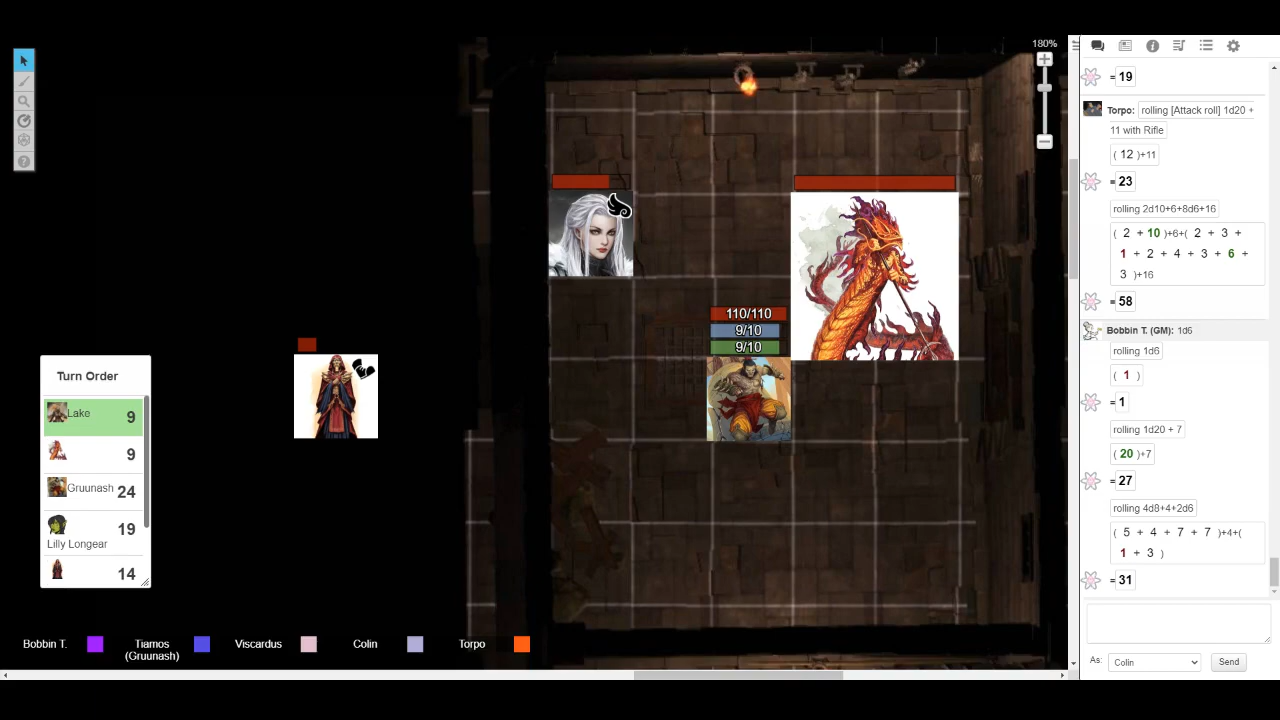 180%
= 19
Torpo: rolling [Attack roll] 1d20 +
11 with Rifle
( 12 )+11
= 23
rolling 2d10+6+8d6+16
( 2 + 10 )+6+( 2 + 3 +
1 + 2 + 4 + 3 + 6 +
3 )+16
= 58
Bobbin T. (GM): 1d6
rolling 1d6
( 1 )
= 1
rolling 1d20 + 7
( 20 )+7
= 27
rolling 4d8+4+2d6
( 5 + 4 + 7 + 7 )+4+(
1 + 3 )
= 31
As: Colin Send
110/110
9/10
9/10
Turn Order
Lake 9
9
Gruunash 24
19
Lilly Longear
14
Bobbin T.
Tiamos
(Gruunash)
Viscardus
Colin
Torpo